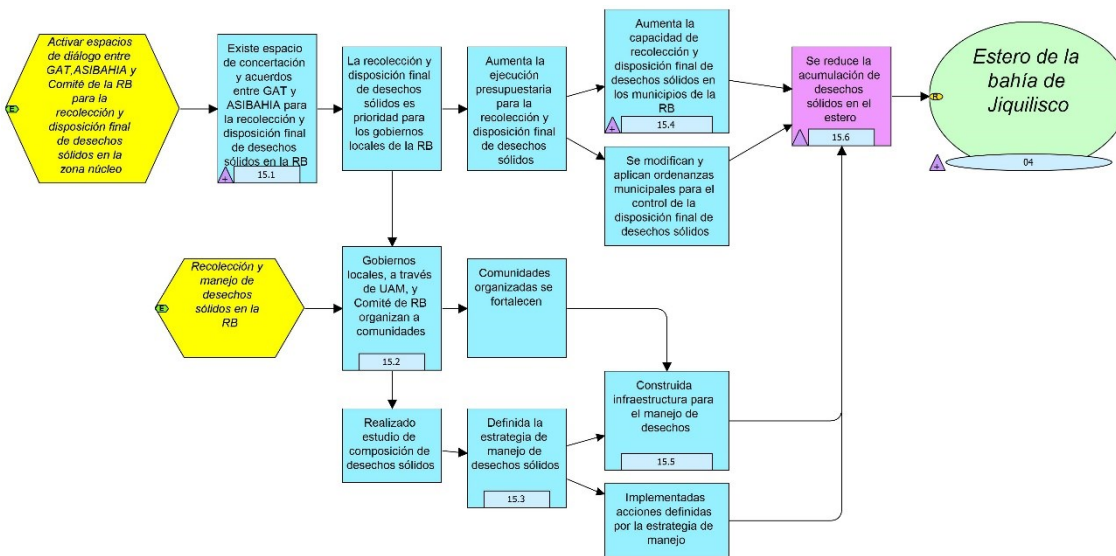 Activar espacios
de diálogo entre
GAT,ASIBAHIA y
Comité de la RB
para la
recolección y
disposición final
de desechos
sólidos en la
zona núcleo
E
Existe espacio
de concertación
y acuerdos
entre GAT y
ASIBAHIA para
la recolección y
disposición final
de desechos
sólidos en la RB
15.1
La recolección y
disposición final
de desechos
sólidos es
prioridad para
los gobiernos
locales de la RB
Aumenta la
ejecución
presupuestaria
para la
recolección y
disposición final
de desechos
sólidos
Aumenta la
capacidad de
recolección y
disposición final de
desechos sólidos en
los municipios de la
RB
15.4
Se modifican y
aplican ordenanzas
municipales para el
control de la
disposición final de
desechos sólidos
Se reduce la
acumulación de
desechos
sólidos en el
estero
15.6
R
Estero de la
bahía de
Jiquilisco
04
Recolección y
manejo de
desechos
sólidos en la
RB
E
Gobiernos
locales, a través
de UAM, y
Comité de RB
organizan a
comunidades
15.2
Comunidades
organizadas se
fortalecen
Realizado
estudio de
composición de
desechos sólidos
Definida la
estrategia de
manejo de
desechos sólidos
15.3
Construida
infraestructura para
el manejo de
desechos
15.5
Implementadas
acciones definidas
por la estrategia de
manejo